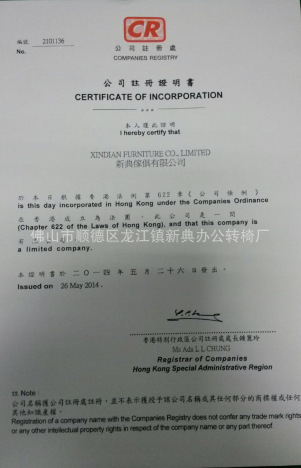 CR
公司註冊處
COMPANIES REGISTRY
編號 2101136
No.
公司註冊證明書
CERTIFICATE OF INCORPORATION
本人謹此證明
I hereby certify that
XINDIAN FURNITURE CO., LIMITED
新典傢俱有限公司
於本日根據香港法例第622章《公司條例》
is this day incorporated in Hong Kong under the Companies Ordinance
在香港成立為法團，此公司是一間
(Chapter 622 of the Laws of Hong Kong), and that this company is
佛山市顺德区龙江镇新典办公转椅厂
a limited company.
本證明書於二〇一四年五月二十六日發出。
Issued on 26 May 2014.
香港特別行政區公司註冊處處長鍾麗玲
Ms Ada L L CHUNG
Registrar of Companies
Hong Kong Special Administrative Region
註 Note:
公司名稱獲公司註冊處註冊，並不表示獲授予該公司名稱或其任何部分的商標權或任何
其他知識產權。
Registration of a company name with the Companies Registry does not confer any trade mark rights
or any other intellectual property rights in respect of the company name or any part thereof